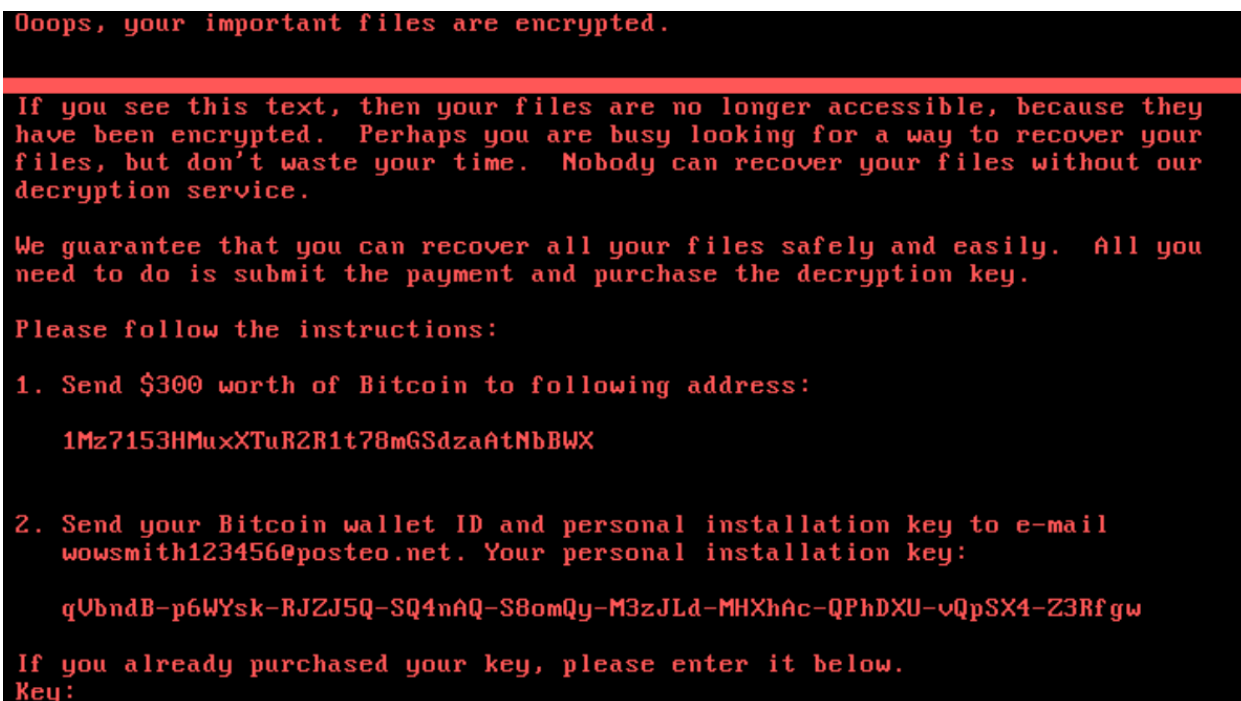 Ooops, your important files are encrypted.
If you see this text, then your files are no longer accessible, because they
have been encrypted.  Perhaps you are busy looking for a way to recover your
files, but don't waste your time.  Nobody can recover your files without our
decryption service.
We guarantee that you can recover all your files safely and easily.  All you
need to do is submit the payment and purchase the decryption key.
Please follow the instructions:
1. Send $300 worth of Bitcoin to following address:
1Mz7153HMuxXTuR2R1t78mGSdzaAtNbBWX
2. Send your Bitcoin wallet ID and personal installation key to e-mail
wowsmith123456@posteo.net. Your personal installation key:
qVbndB-p6WYsk-RJZJ5Q-SQ4nAQ-S8omQy-M3zJLd-MHXhAc-QPhDXU-vQpSX4-Z3Rfgw
If you already purchased your key, please enter it below.
Key: